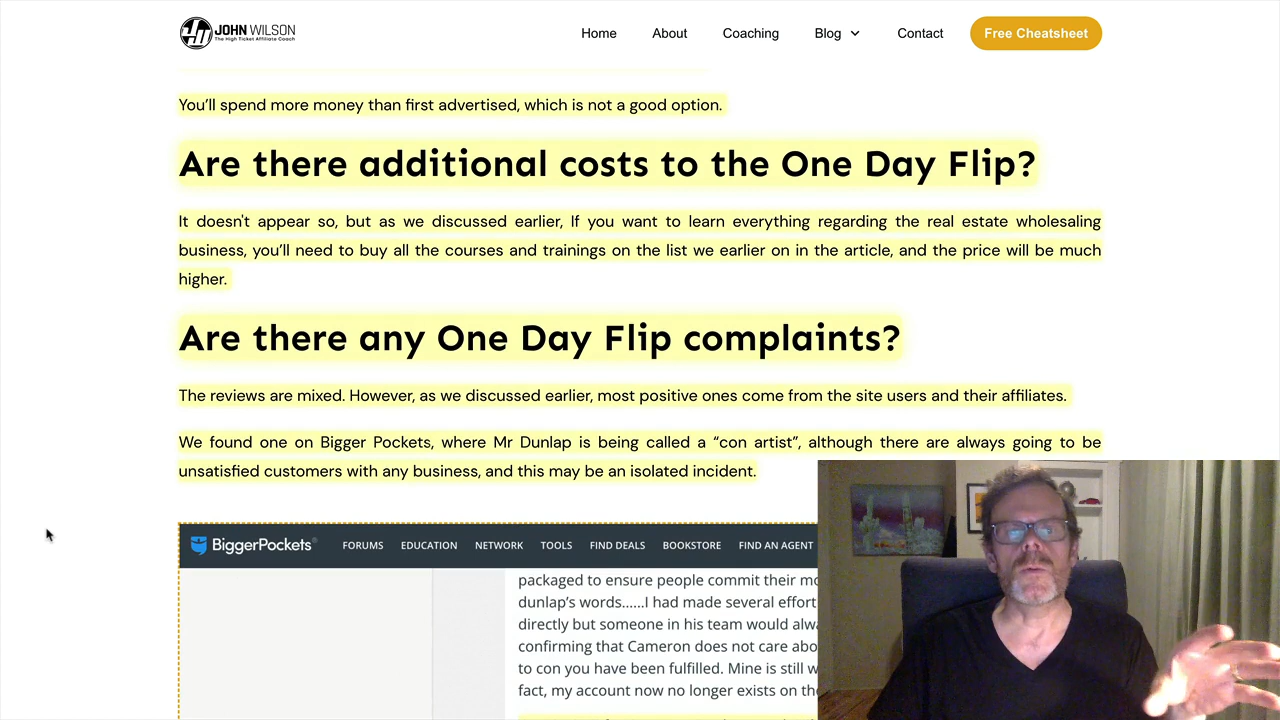 JOHN WILSON
The High Ticket Affiliate Coach
Home About Coaching Blog Contact Free Cheatsheet
You’ll spend more money than first advertised, which is not a good option.
Are there additional costs to the One Day Flip?
It doesn't appear so, but as we discussed earlier, If you want to learn everything regarding the real estate wholesaling
business, you’ll need to buy all the courses and trainings on the list we earlier on in the article, and the price will be much
higher.
Are there any One Day Flip complaints?
The reviews are mixed. However, as we discussed earlier, most positive ones come from the site users and their affiliates.
We found one on Bigger Pockets, where Mr Dunlap is being called a “con artist”, although there are always going to be
unsatisfied customers with any business, and this may be an isolated incident.
BiggerPockets FORUMS EDUCATION NETWORK TOOLS FIND DEALS BOOKSTORE FIND AN AGENT
packaged to ensure people commit their
dunlap’s words......I had made several effort
directly but someone in his team would
confirming that Cameron does not care
to con you have been fulfilled. Mine is still
fact, my account now no longer exists on